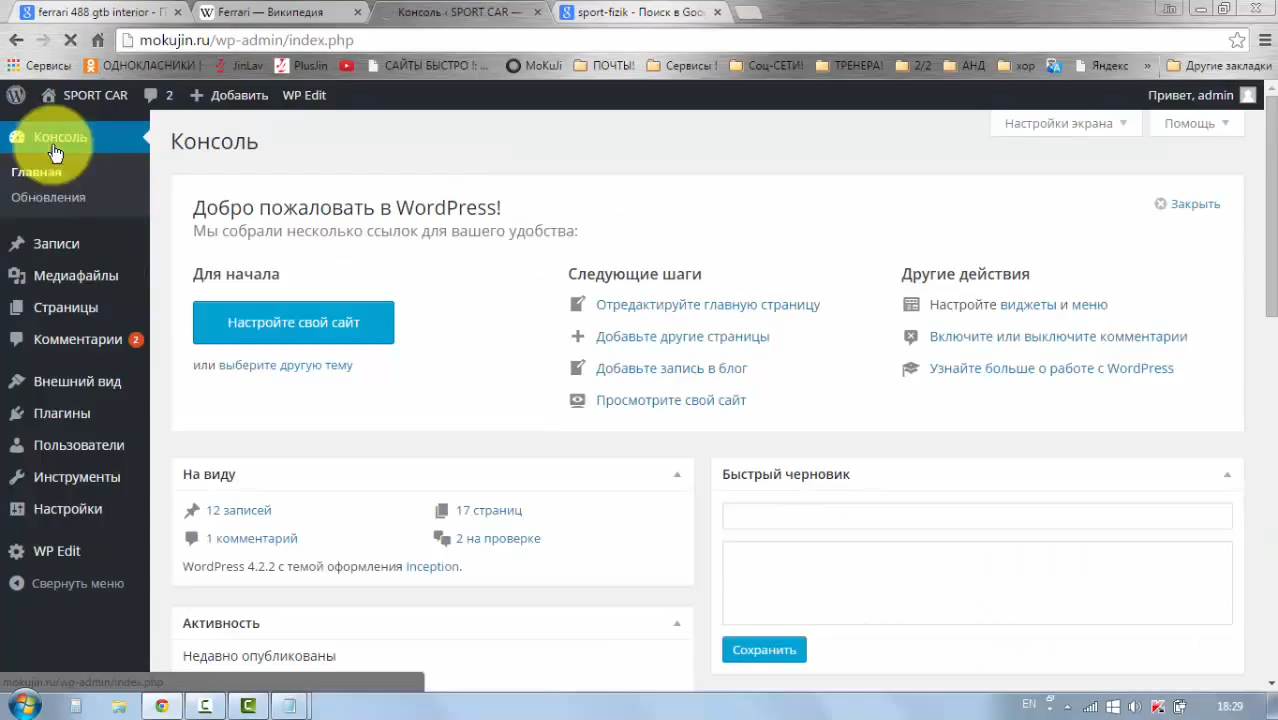 ferrari 488 gtb interior - П
Ferrari — Википедия
Консоль ‹ SPORT CAR —
sport-fizik - Поиск в Goo
mokujin.ru/wp-admin/index.php
Сервисы
ОДНОКЛАСНИКИ
JinLav
PlusJin
САЙТЫ БЫСТРО !:.
MoKuJi
ПОЧТЫ!
Сервисы !
Соц-СЕТИ!
ТРЕНЕРА!
2/2
АНД
хор
Яндекс
»
Другие закладки
SPORT CAR
2
Добавить
WP Edit
Привет, admin
Консоль
Главная
Обновления
Записи
Медиафайлы
Страницы
Комментарии 2
Внешний вид
Плагины
Пользователи
Инструменты
Настройки
WP Edit
Свернуть меню
Настройки экрана
Помощь
Консоль
Добро пожаловать в WordPress!
Закрыть
Мы собрали несколько ссылок для вашего удобства:
Для начала
Настройте свой сайт
или выберите другую тему
Следующие шаги
Отредактируйте главную страницу
Добавьте другие страницы
Добавьте запись в блог
Просмотрите свой сайт
Другие действия
Настройте виджеты и меню
Включите или выключите комментарии
Узнайте больше о работе с WordPress
На виду
12 записей
17 страниц
1 комментарий
2 на проверке
WordPress 4.2.2 с темой оформления Inception.
Активность
Недавно опубликованы
Быстрый черновик
Сохранить
mokujin.ru/wp-admin/index.php
EN
18:29